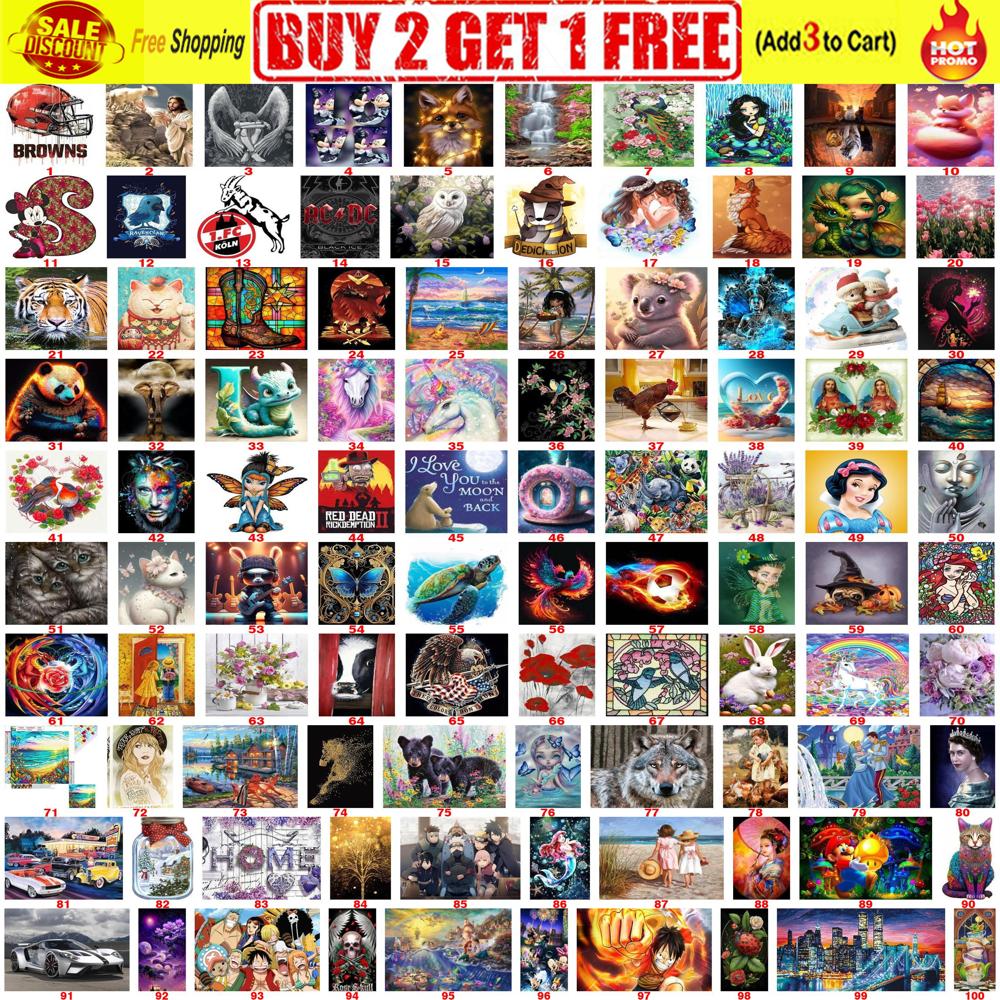 SALE
DISCOUNT
Free Shopping
BUY 2 GET 1 FREE
(Add 3 to Cart)
HOT
PROMO
BROWNS
1 2 3 4 5 6 7 8 9 10
S
RAVENCLAW
1.FC
KÖLN
AC DC
BLACK ICE
DEDICATION
11 12 13 14 15 16 17 18 19 20
21 22 23 24 25 26 27 28 29 30
L
Love
31 32 33 34 35 36 37 38 39 40
RED DEAD
I Love
You to the
MOON
and
BACK
41 42 43 44 45 46 47 48 49 50
51 52 53 54 55 56 57 58 59 60
61 62 63 64 65 66 67 68 69 70
71 72 73 74 75 76 77 78 79 80
HOME
81 82 83 84 85 86 87 88 89 90
Rose Skull
91 92 93 94 95 96 97 98 99 100